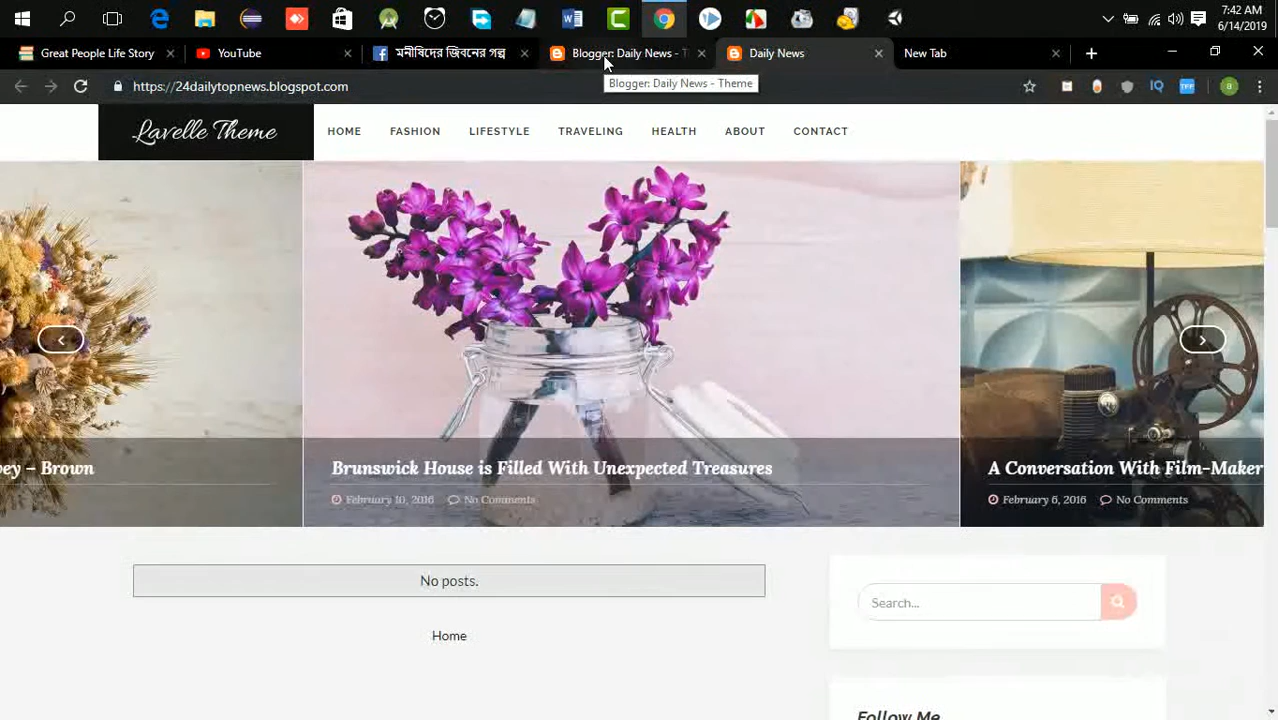 7:42 AM
6/14/2019
Great People Life Story
YouTube
মনীষিদের জিবনের গল্প
Blogger: Daily News - T
Daily News
New Tab
https://24dailytopnews.blogspot.com
Blogger: Daily News - Theme
Lavelle Theme
HOME FASHION LIFESTYLE TRAVELING HEALTH ABOUT CONTACT
vey – Brown
Brunswick House is Filled With Unexpected Treasures
February 10, 2016 No Comments
A Conversation With Film-Maker
February 6, 2016 No Comments
No posts.
Home
Search...
Follow Me